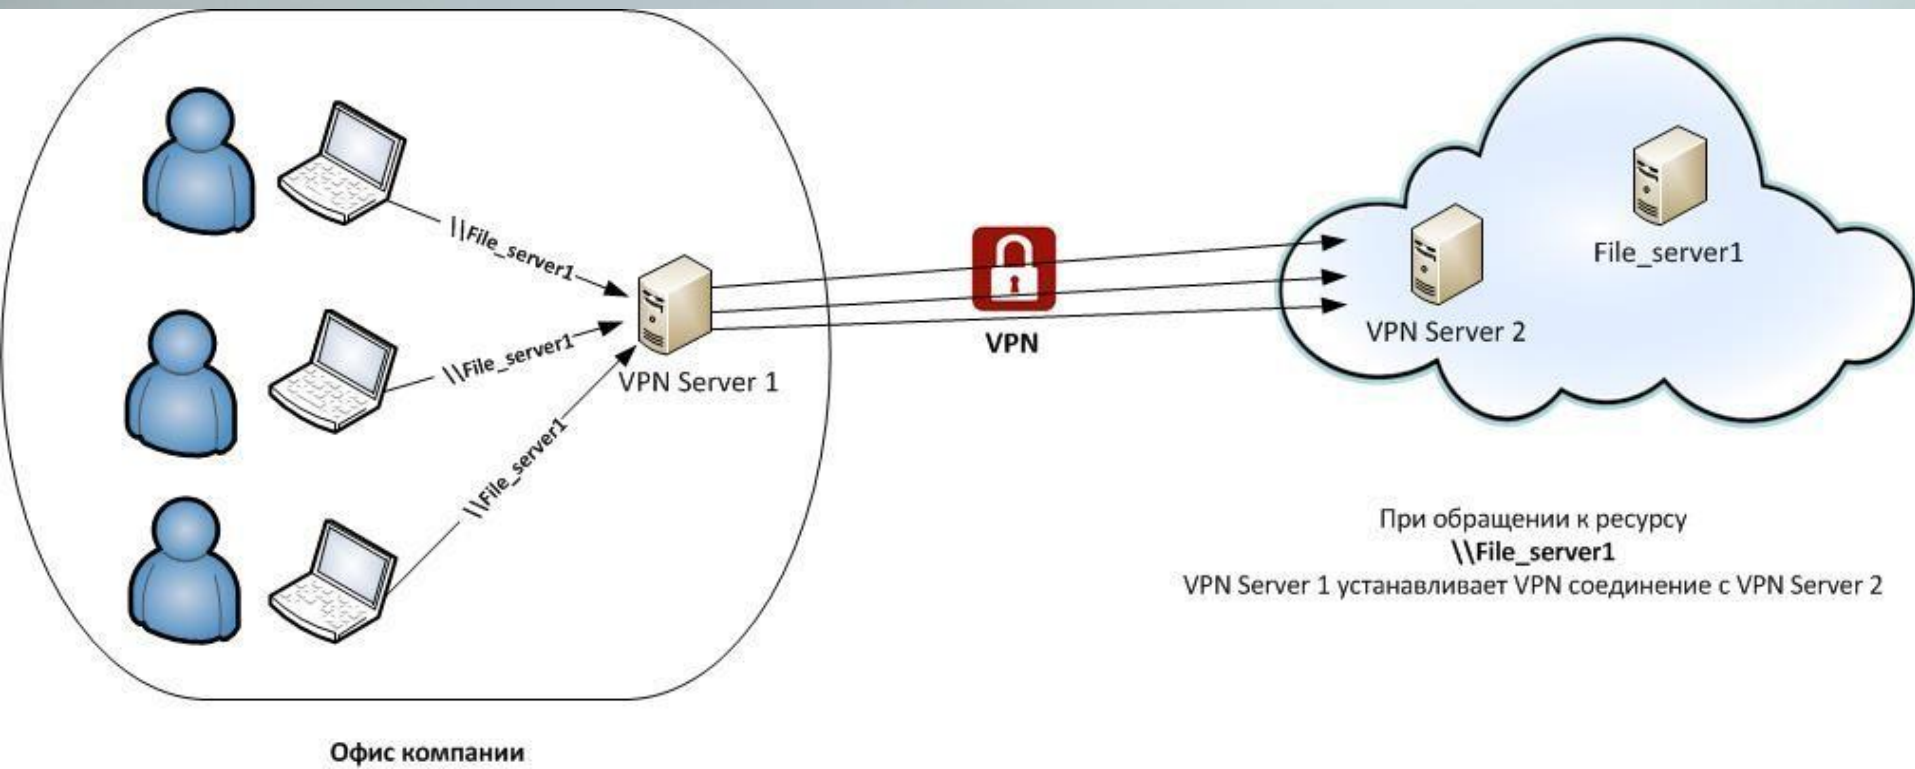 \\File_server1
\\File_server1
\\File_server1
VPN Server 1
VPN
VPN Server 2
File_server1
При обращении к ресурсу
\\File_server1
VPN Server 1 устанавливает VPN соединение с VPN Server 2
Офис компании